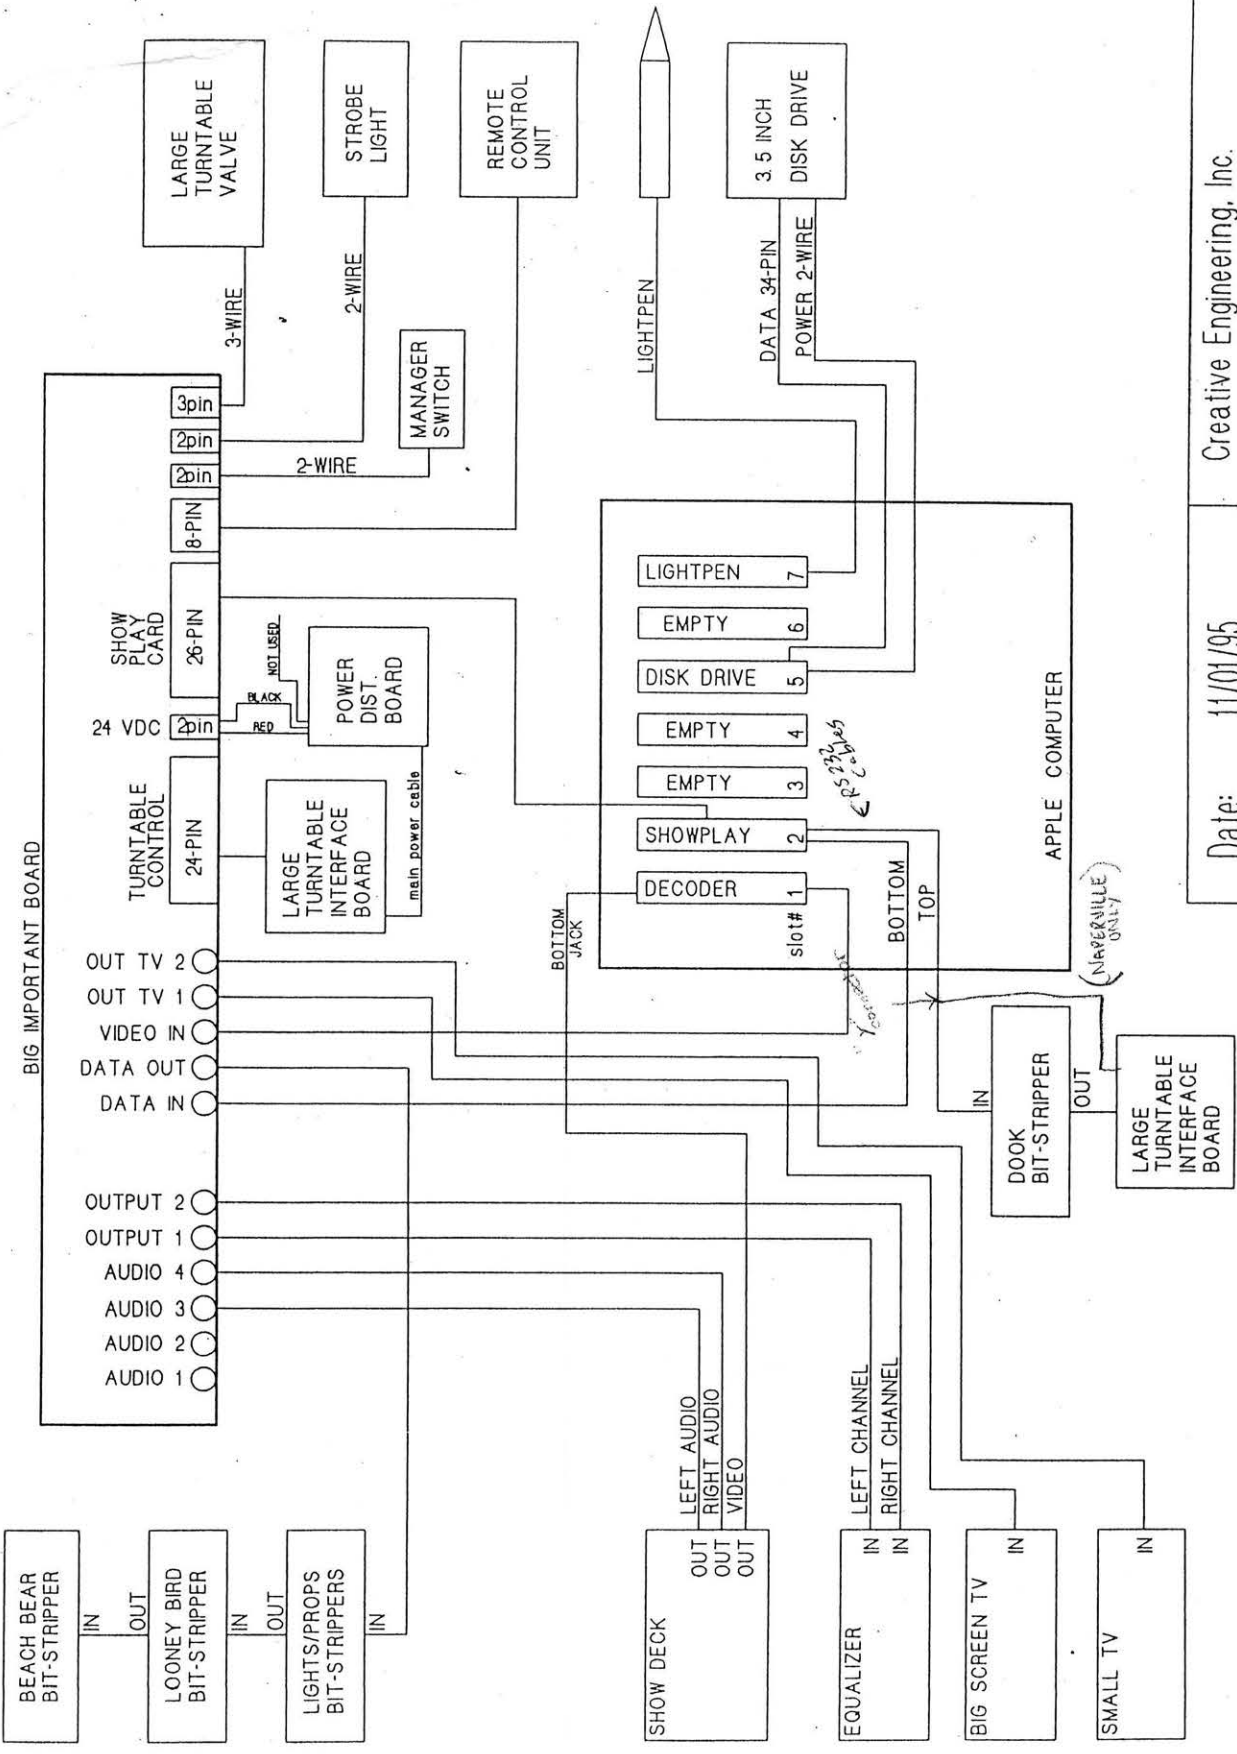 BIG IMPORTANT BOARD
AUDIO 1
AUDIO 2
AUDIO 3
AUDIO 4
OUTPUT 1
OUTPUT 2
DATA IN
DATA OUT
VIDEO IN
OUT TV 1
OUT TV 2
TURNTABLE
CONTROL
24-PIN
24 VDC
2pin
SHOW
PLAY
CARD
26-PIN
8-PIN
2pin
2pin
3pin
BEACH BEAR
BIT-STRIPPER
IN
OUT
LOONEY BIRD
BIT-STRIPPER
IN
OUT
LIGHTS/PROPS
BIT-STRIPPERS
IN
LARGE
TURNTABLE
INTERFACE
BOARD
main power cable
RED
BLACK
NOT USED
POWER
DIST.
BOARD
2-WIRE
MANAGER
SWITCH
3-WIRE
LARGE
TURNTABLE
VALVE
2-WIRE
STROBE
LIGHT
REMOTE
CONTROL
UNIT
LIGHTPEN
DATA 34-PIN
POWER 2-WIRE
3.5 INCH
DISK DRIVE
SHOW DECK
OUT
OUT
OUT
LEFT AUDIO
RIGHT AUDIO
VIDEO
EQUALIZER
IN
IN
LEFT CHANNEL
RIGHT CHANNEL
BIG SCREEN TV
IN
SMALL TV
IN
BOTTOM
JACK
slot#
DECODER 1
SHOWPLAY 2
EMPTY 3
EMPTY 4
DISK DRIVE 5
EMPTY 6
LIGHTPEN 7
RS232
Cables
APPLE COMPUTER
BOTTOM
TOP
"Y" connector
(NAPERVILLE
ONLY)
IN
DOOK
BIT-STRIPPER
OUT
LARGE
TURNTABLE
INTERFACE
BOARD
Date: 11/01/95
Creative Engineering, Inc.